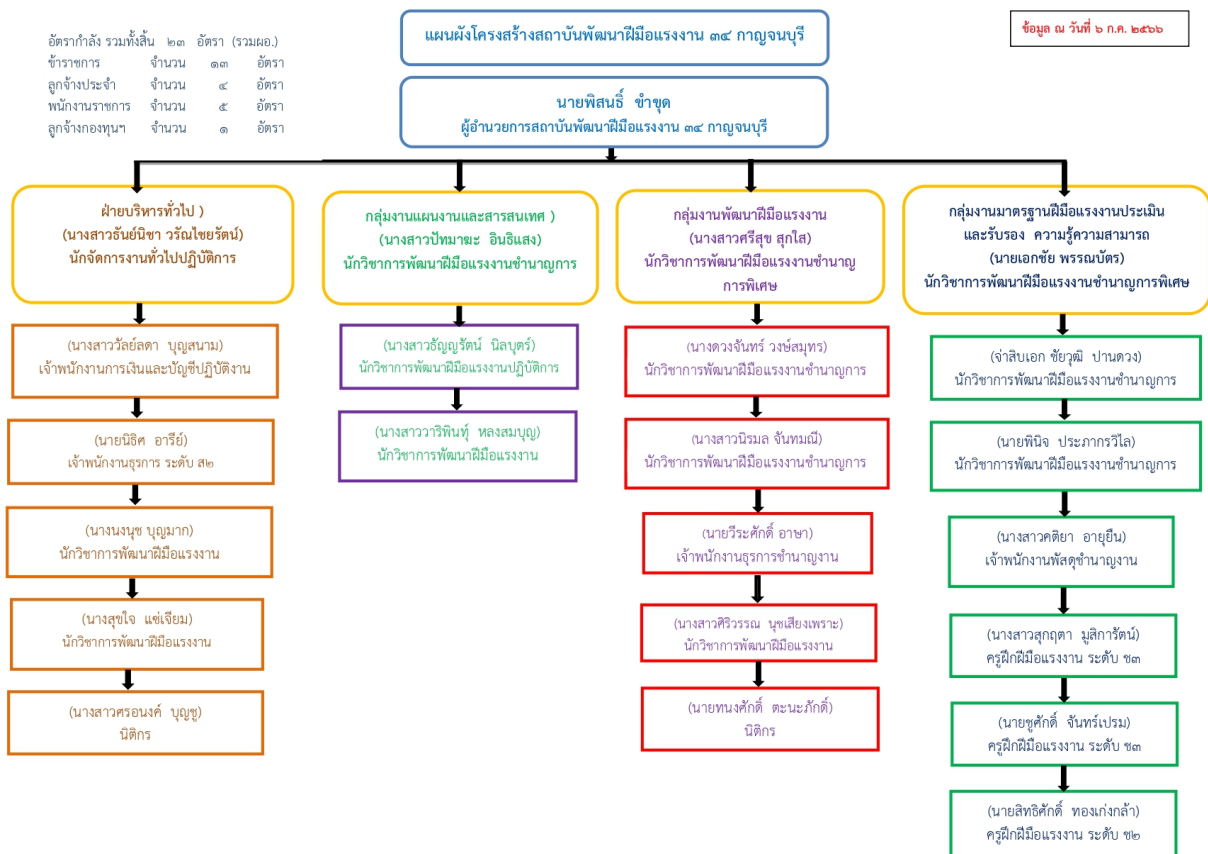 อัตรากำลัง รวมทั้งสิ้น ๒๓ อัตรา (รวมผอ.)
ข้าราชการ จำนวน ๑๓ อัตรา
ลูกจ้างประจำ จำนวน ๔ อัตรา
พนักงานราชการ จำนวน ๕ อัตรา
ลูกจ้างกองทุนฯ จำนวน ๑ อัตรา
แผนผังโครงสร้างสถาบันพัฒนาฝีมือแรงงาน ๓๔ กาญจนบุรี
ข้อมูล ณ วันที่ ๖ ก.ค. ๒๕๖๖
นายพิสนธิ์ ขำขุด
ผู้อำนวยการสถาบันพัฒนาฝีมือแรงงาน ๓๔ กาญจนบุรี
ฝ่ายบริหารทั่วไป )
(นางสาวธันย์นิชา วรัณไชยรัตน์)
นักจัดการงานทั่วไปปฏิบัติการ
(นางสาววัลย์ลดา บุญสนาม)
เจ้าพนักงานการเงินและบัญชีปฏิบัติงาน
(นายนิธิศ อารีย์)
เจ้าพนักงานธุรการ ระดับ ส๒
(นางนงนุช บุญมาก)
นักวิชาการพัฒนาฝีมือแรงงาน
(นางสุขใจ แซ่เจียม)
นักวิชาการพัฒนาฝีมือแรงงาน
(นางสาวศรอนงค์ บุญชู)
นิติกร
กลุ่มงานแผนงานและสารสนเทศ )
(นางสาวปัทมาฆะ อินธิแสง)
นักวิชาการพัฒนาฝีมือแรงงานชำนาญการ
(นางสาวธัญญรัตน์ นิลบุตร์)
นักวิชาการพัฒนาฝีมือแรงงานปฏิบัติการ
(นางสาววาริพินทุ์ หลงสมบุญ)
นักวิชาการพัฒนาฝีมือแรงงาน
กลุ่มงานพัฒนาฝีมือแรงงาน
(นางสาวศรีสุข สุกใส)
นักวิชาการพัฒนาฝีมือแรงงานชำนาญ
การพิเศษ
(นางดวงจันทร์ วงษ์สมุทร)
นักวิชาการพัฒนาฝีมือแรงงานชำนาญการ
(นางสาวนิรมล จันทมณี)
นักวิชาการพัฒนาฝีมือแรงงานชำนาญการ
(นายวีระศักดิ์ อาษา)
เจ้าพนักงานธุรการชำนาญงาน
(นางสาวศิริวรรณ นุชเสียงเพราะ)
นักวิชาการพัฒนาฝีมือแรงงาน
(นายทนงศักดิ์ ตะนะภักดิ์)
นิติกร
กลุ่มงานมาตรฐานฝีมือแรงงานประเมิน
และรับรอง ความรู้ความสามารถ
(นายเอกชัย พรรณบัตร)
นักวิชาการพัฒนาฝีมือแรงงานชำนาญการพิเศษ
(จ่าสิบเอก ชัยวุฒิ ปานดวง)
นักวิชาการพัฒนาฝีมือแรงงานชำนาญการ
(นายพินิจ ประภากรวิไล)
นักวิชาการพัฒนาฝีมือแรงงานชำนาญการ
(นางสาวคติยา อายุยืน)
เจ้าพนักงานพัสดุชำนาญงาน
(นางสาวสุกฤตา มูสิการัตน์)
ครูฝึกฝีมือแรงงาน ระดับ ช๓
(นายชูศักดิ์ จันทร์เปรม)
ครูฝึกฝีมือแรงงาน ระดับ ช๓
(นายสิทธิศักดิ์ ทองเก่งกล้า)
ครูฝึกฝีมือแรงงาน ระดับ ช๒